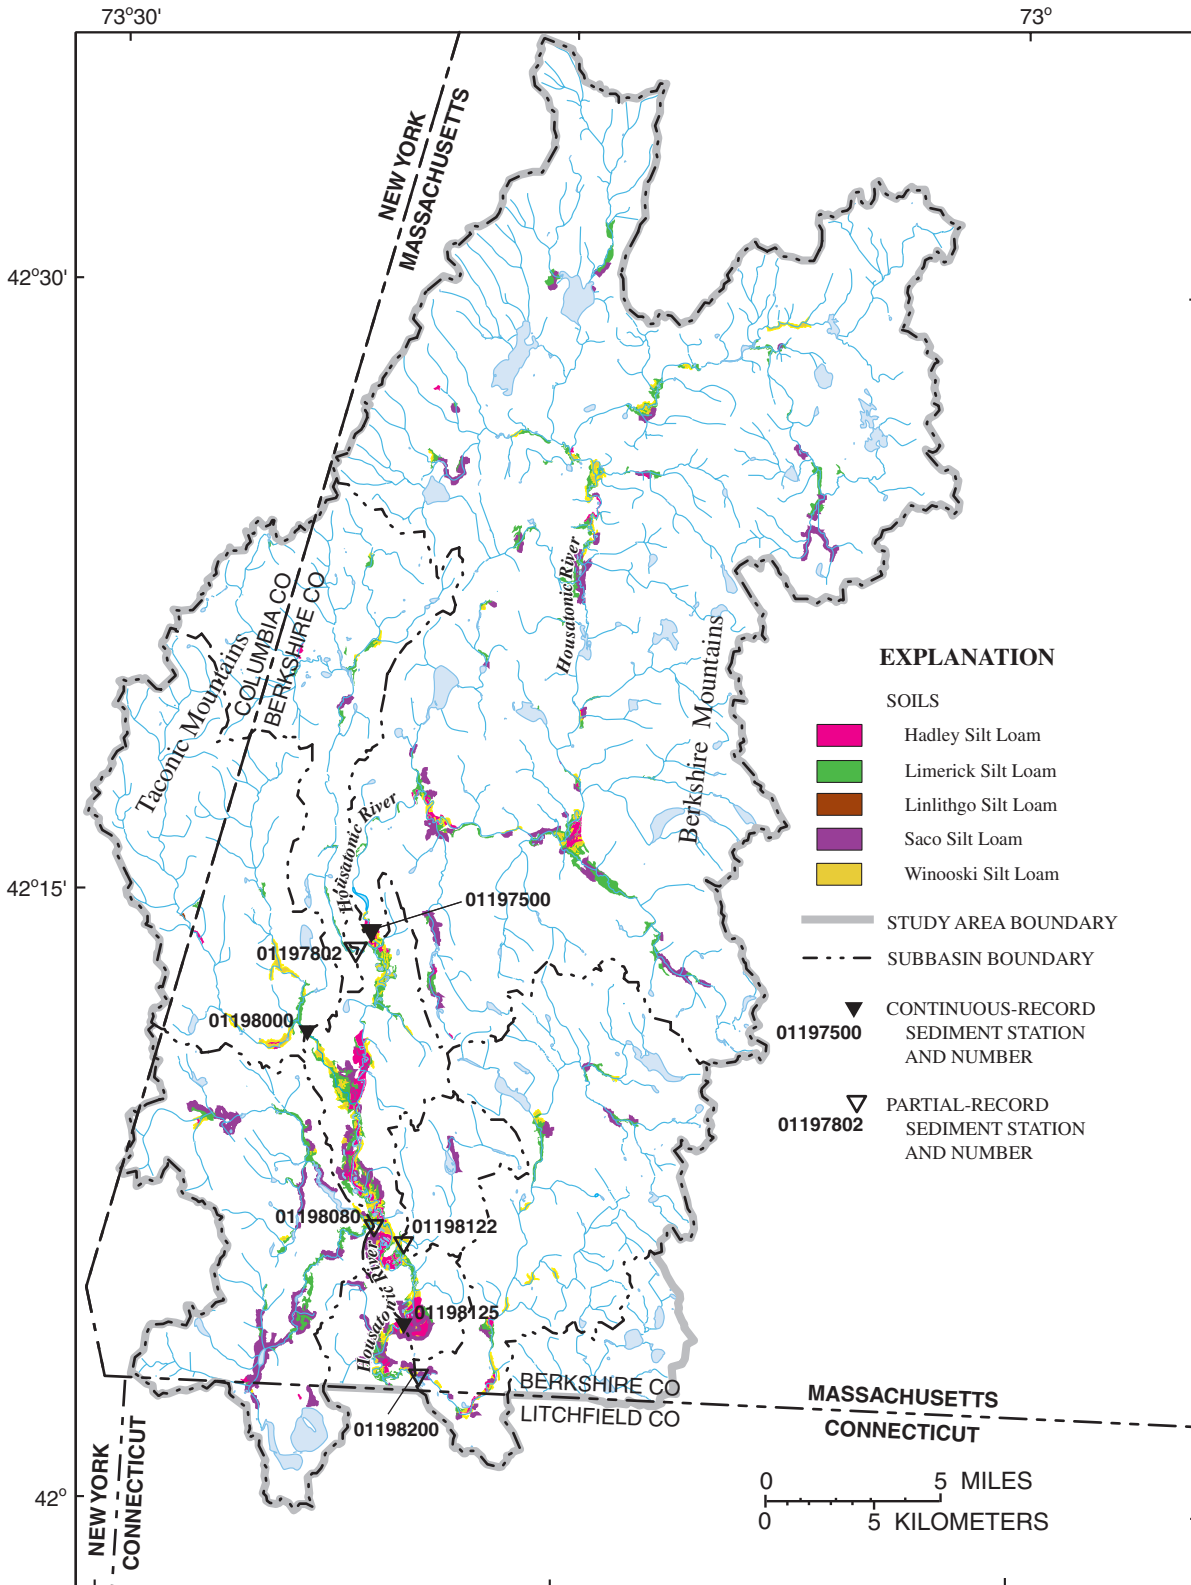 73°30'
73°
NEW YORK
MASSACHUSETTS
42°30'
Housatonic River
COLUMBIA CO
BERKSHIRE CO
Taconic Mountains
Berkshire Mountains
EXPLANATION
SOILS
Hadley Silt Loam
Limerick Silt Loam
Linlithgo Silt Loam
Saco Silt Loam
Winooski Silt Loam
STUDY AREA BOUNDARY
SUBBASIN BOUNDARY
CONTINUOUS-RECORD
01197500
SEDIMENT STATION
AND NUMBER
PARTIAL-RECORD
01197802
SEDIMENT STATION
AND NUMBER
Housatonic River
42°15'
01197500
01197802
01198000
01198080
01198122
Housatonic River
01198125
BERKSHIRE CO
LITCHFIELD CO
MASSACHUSETTS
CONNECTICUT
01198200
42°
NEW YORK
CONNECTICUT
0 5 MILES
0 5 KILOMETERS